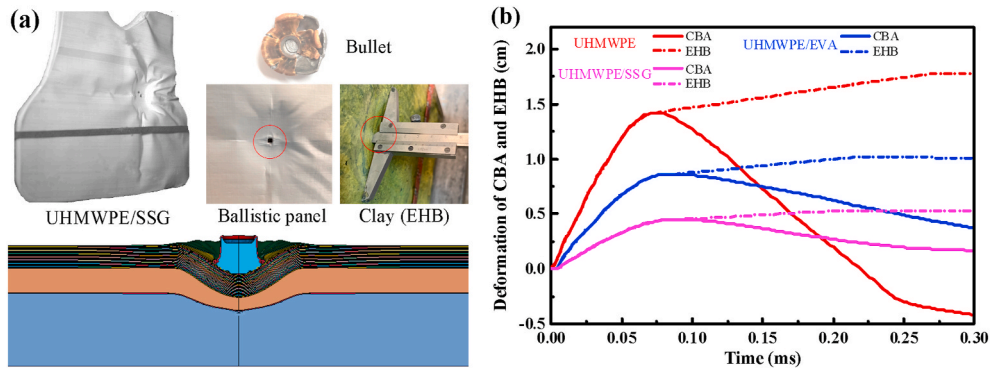 (a)
Bullet
UHMWPE/SSG
Ballistic panel
Clay (EHB)
(b)
UHMWPE
CBA
EHB
UHMWPE/EVA
CBA
EHB
UHMWPE/SSG
CBA
EHB
Deformation of CBA and EHB (cm)
2.0
1.5
1.0
0.5
0.0
-0.5
0.00
0.05
0.10
0.15
0.20
0.25
0.30
Time (ms)